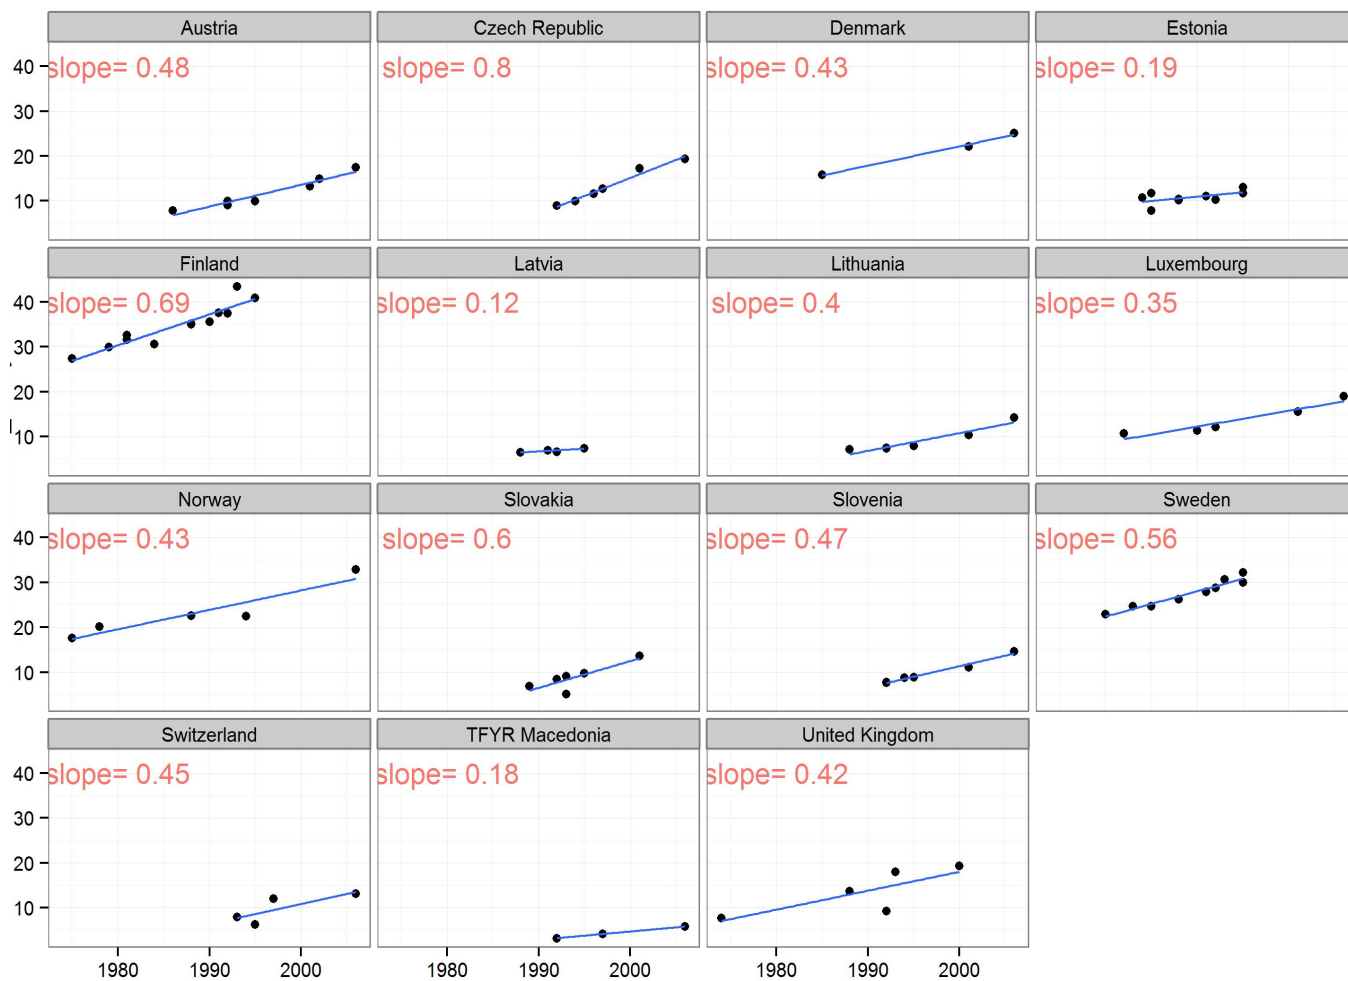 Austria Czech Republic Denmark Estonia
40 slope= 0.48 slope= 0.8 slope= 0.43 slope= 0.19
30
20
10
Finland Latvia Lithuania Luxembourg
40 slope= 0.69 slope= 0.12 slope= 0.4 slope= 0.35
30
20
10
Norway Slovakia Slovenia Sweden
40 slope= 0.43 slope= 0.6 slope= 0.47 slope= 0.56
30
20
10
Switzerland TFYR Macedonia United Kingdom
40 slope= 0.45 slope= 0.18 slope= 0.42
30
20
10
1980 1990 2000 1980 1990 2000 1980 1990 2000